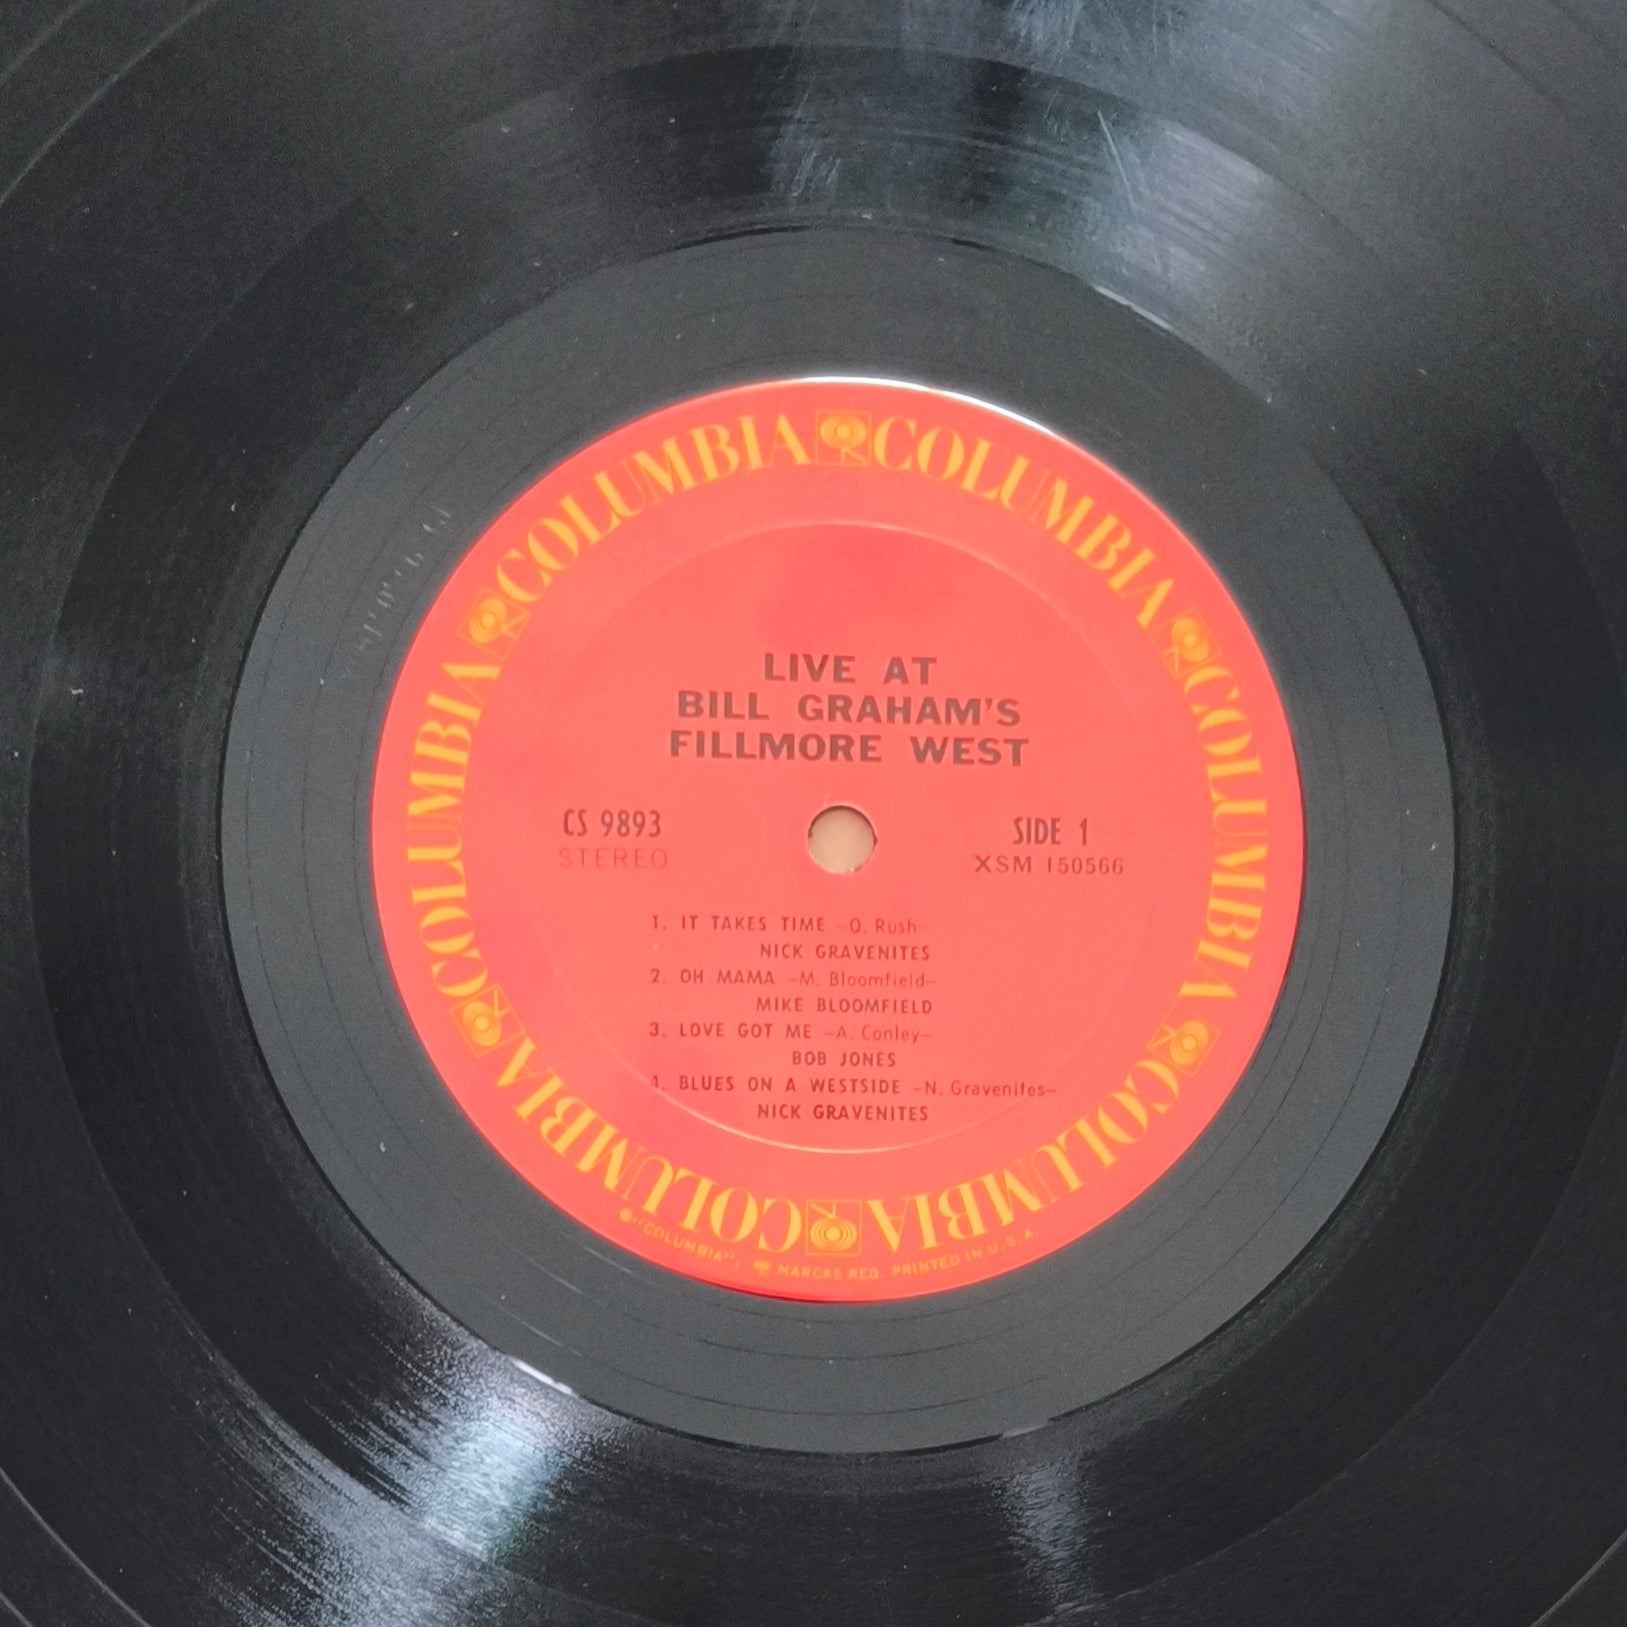 COLUMBIA COLUMBIA COLUMBIA COLUMBIA COLUMBIA COLUMBIA COLUMBIA COLUMBIA
LIVE AT
BILL GRAHAM'S
FILLMORE WEST
CS 9893
STEREO
SIDE 1
XSM 150566
1. IT TAKES TIME -O. Rush-
NICK GRAVENITES
2. OH MAMA -M. Bloomfield-
MIKE BLOOMFIELD
3. LOVE GOT ME -A. Conley-
BOB JONES
4. BLUES ON A WESTSIDE -N. Gravenites-
NICK GRAVENITES
"COLUMBIA", MARCAS REG. PRINTED IN U.S.A.